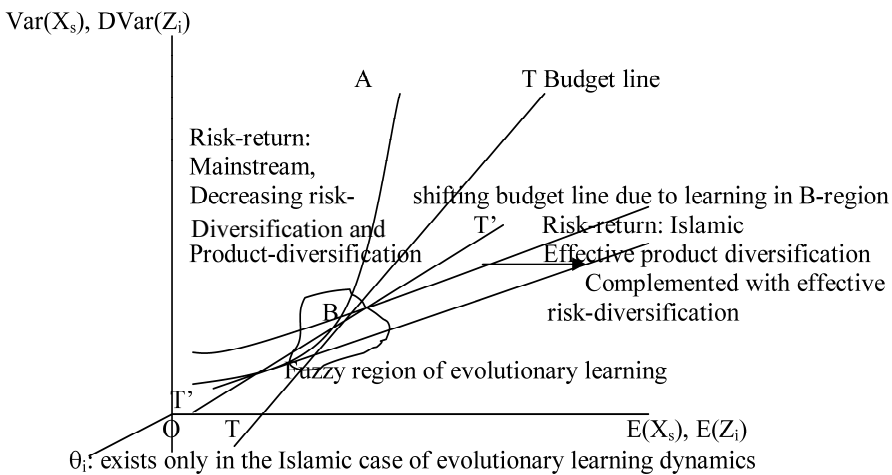 Var(Xₛ), DVar(Zᵢ)
A
T Budget line
Risk-return:
Mainstream,
Decreasing risk-
shifting budget line due to learning in B-region
Diversification and
T’
Risk-return: Islamic
Product-diversification
Effective product diversification
Complemented with effective
B
risk-diversification
Fuzzy region of evolutionary learning
T’
O
T
E(Xₛ), E(Zᵢ)
θᵢ: exists only in the Islamic case of evolutionary learning dynamics